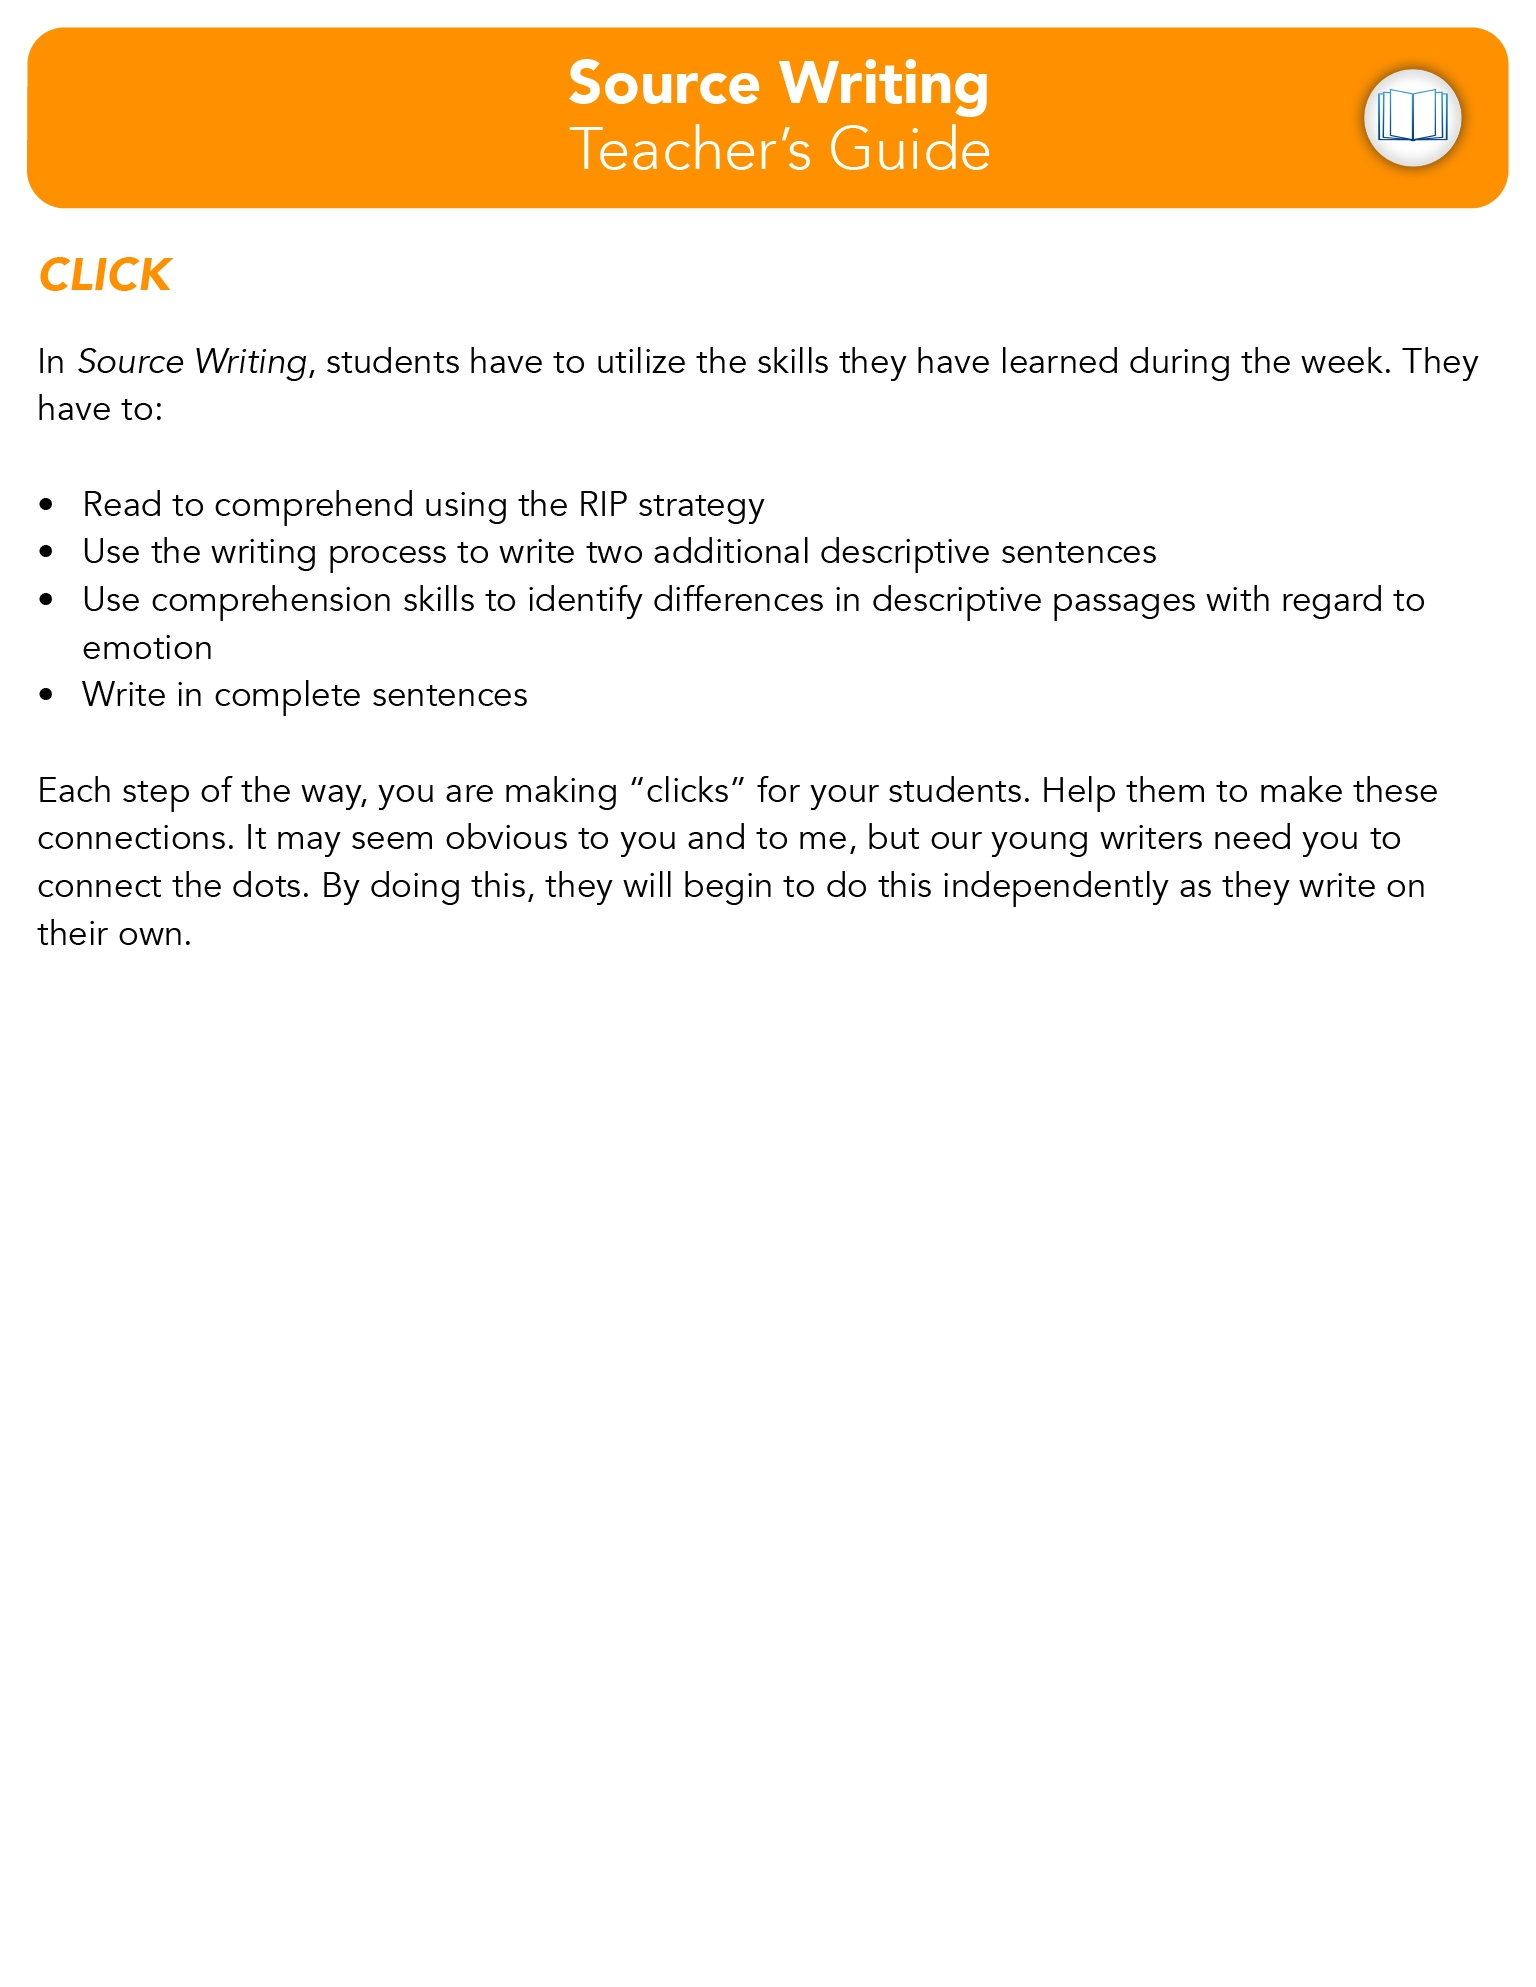 Source Writing
Teacher’s Guide
CLICK
In Source Writing, students have to utilize the skills they have learned during the week. They
have to:
• Read to comprehend using the RIP strategy
• Use the writing process to write two additional descriptive sentences
• Use comprehension skills to identify differences in descriptive passages with regard to
emotion
• Write in complete sentences
Each step of the way, you are making “clicks” for your students. Help them to make these
connections. It may seem obvious to you and to me, but our young writers need you to
connect the dots. By doing this, they will begin to do this independently as they write on
their own.